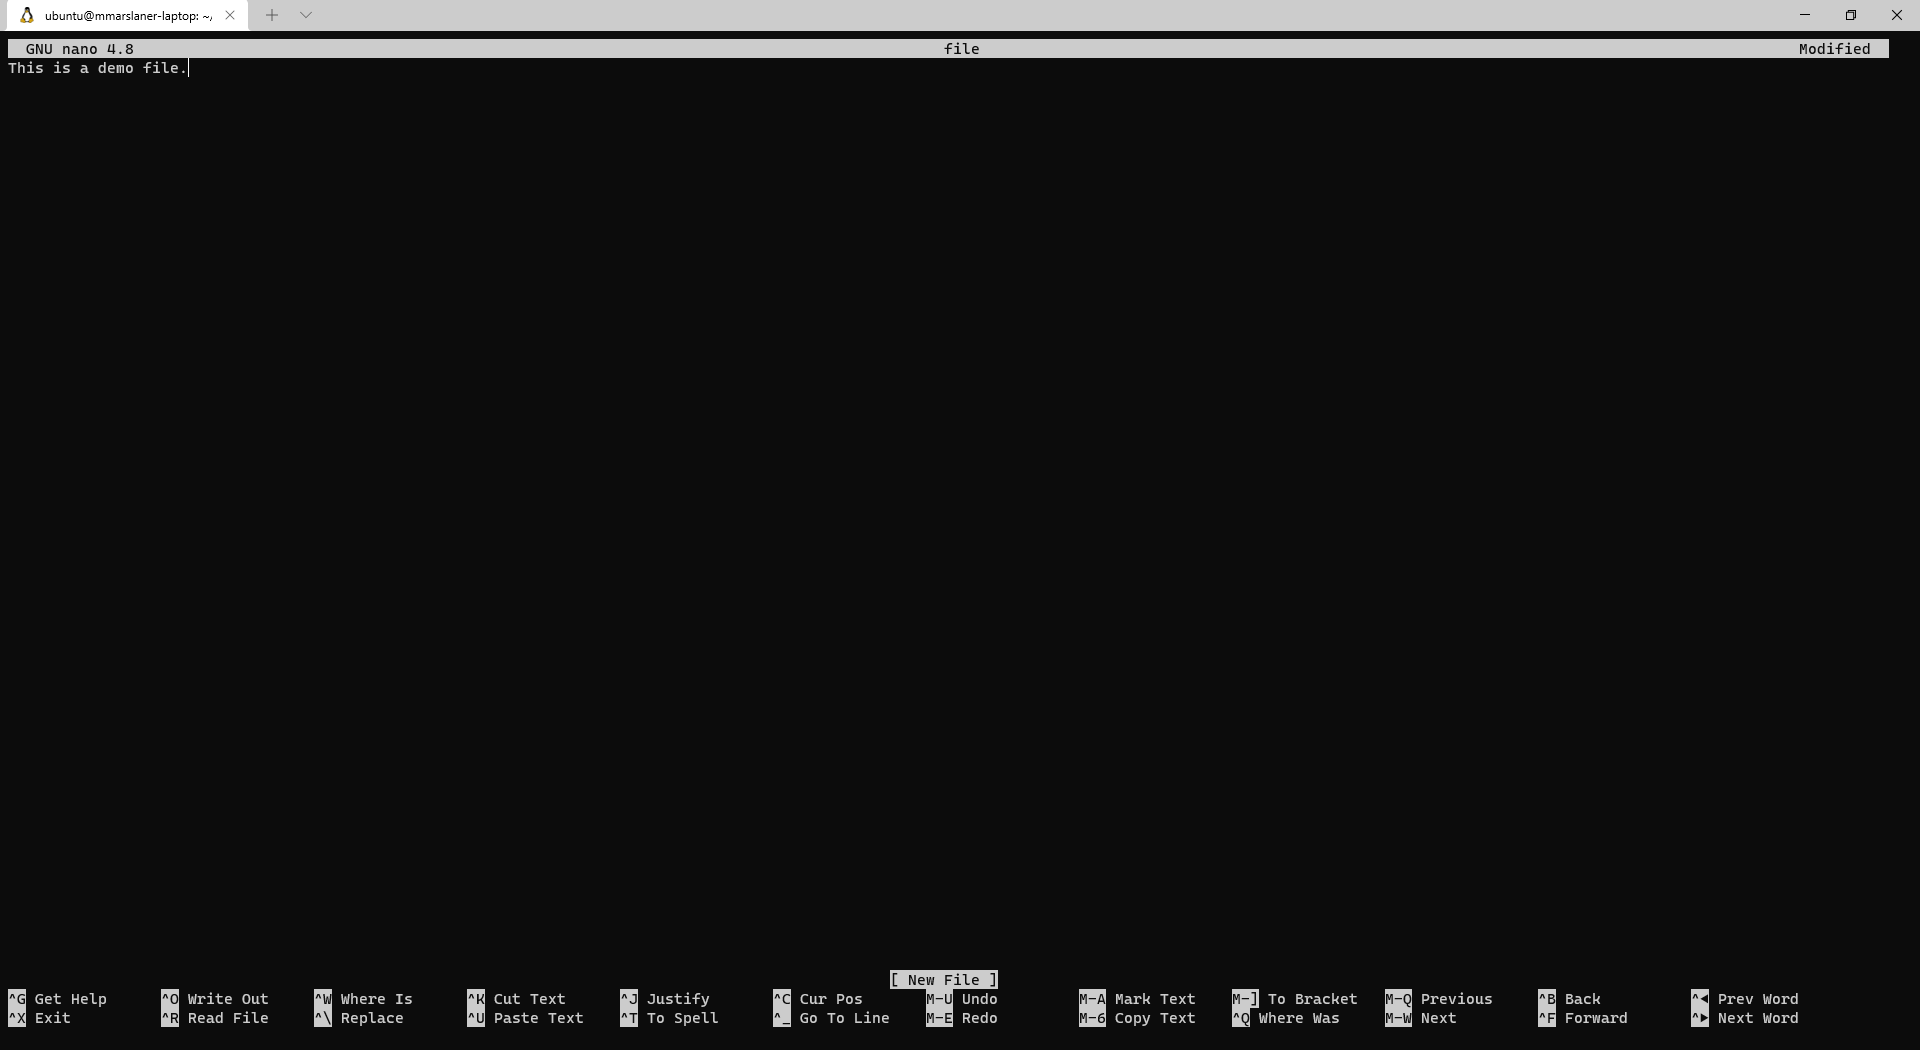 ubuntu@mmarslaner-laptop: ~/
GNU nano 4.8 file Modified
This is a demo file.
[ New File ]
^G Get Help ^O Write Out ^W Where Is ^K Cut Text ^J Justify ^C Cur Pos M-U Undo M-A Mark Text M-] To Bracket M-Q Previous ^B Back ^◄ Prev Word
^X Exit ^R Read File ^\ Replace ^U Paste Text ^T To Spell ^_ Go To Line M-E Redo M-6 Copy Text ^Q Where Was M-W Next ^F Forward ^► Next Word